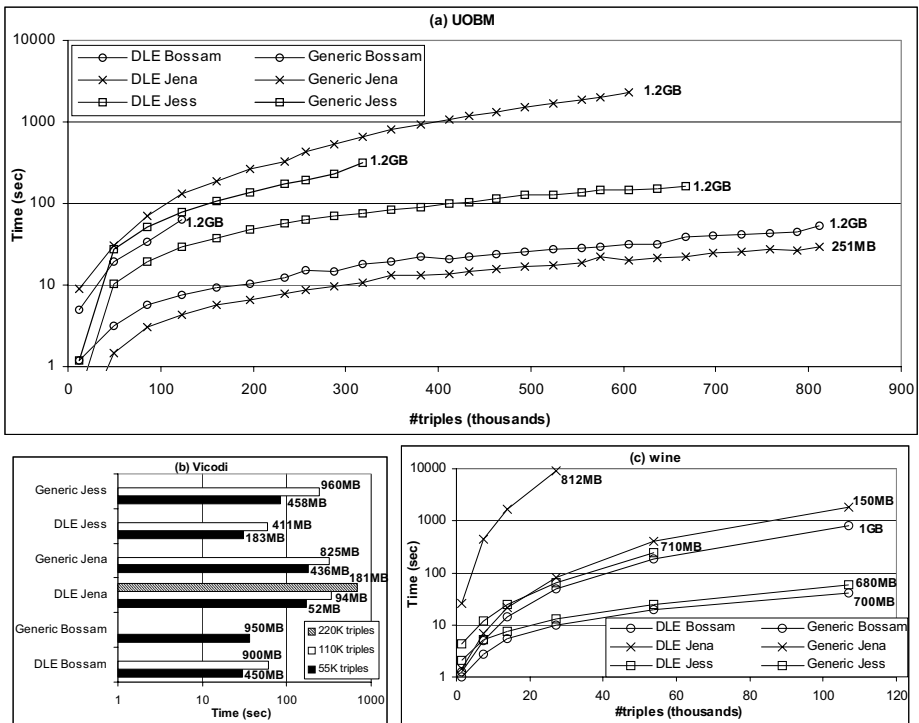 (a) UOBM
10000
1000
100
10
1
Time (sec)
DLE Bossam
Generic Bossam
DLE Jena
Generic Jena
DLE Jess
Generic Jess
1.2GB
1.2GB
1.2GB
1.2GB
1.2GB
251MB
0 100 200 300 400 500 600 700 800 900
#triples (thousands)
(b) Vicodi
Generic Jess
960MB
458MB
DLE Jess
411MB
183MB
Generic Jena
825MB
436MB
DLE Jena
181MB
94MB
52MB
Generic Bossam
950MB
DLE Bossam
900MB
450MB
220K triples
110K triples
55K triples
1 10 100 1000
Time (sec)
(c) wine
10000
1000
100
10
1
Time (sec)
812MB
150MB
1GB
710MB
680MB
700MB
DLE Bossam
Generic Bossam
DLE Jena
Generic Jena
DLE Jess
Generic Jess
0 20 40 60 80 100 120
#triples (thousands)